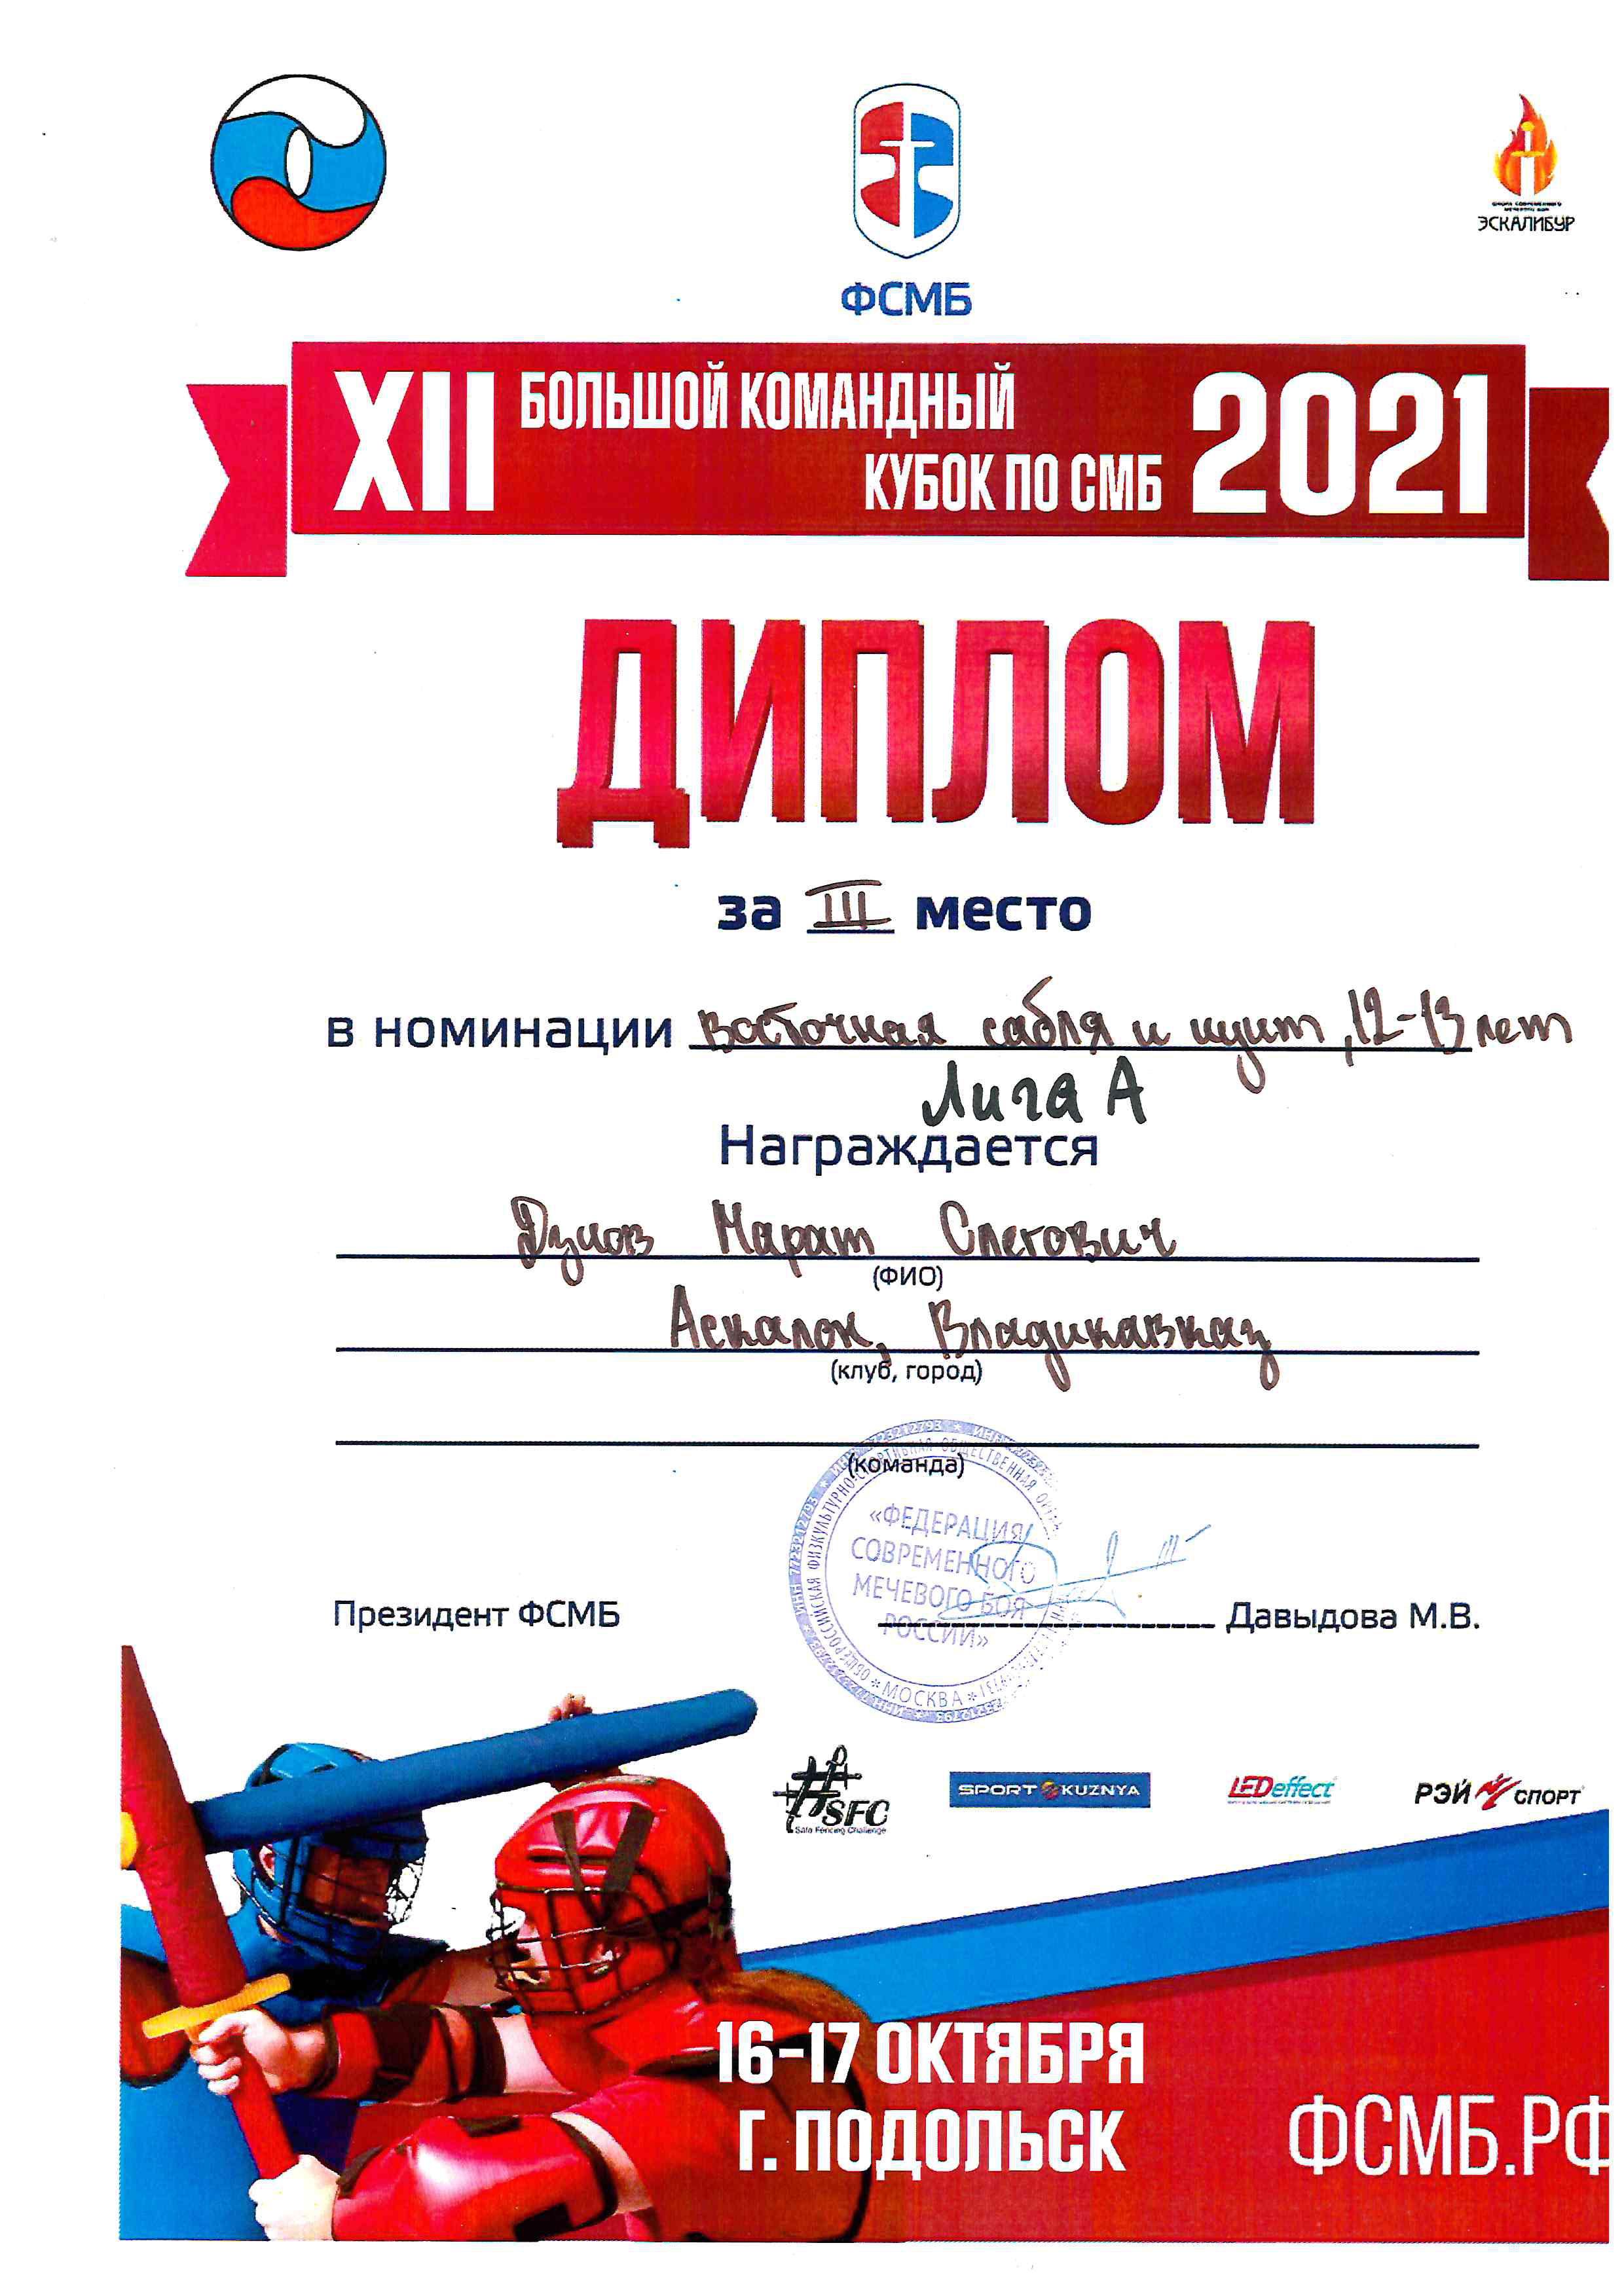 ФСМБ
ЭСКАЛИБУР
XII БОЛЬШОЙ КОМАНДНЫЙ
КУБОК ПО СМБ 2021
ДИПЛОМ
за III место
в номинации Восточная сабля и щит, 12-13 лет
Лига А
Награждается
Марат Олегович
(ФИО)
Аскалон, Владикавказ
(клуб, город)
(команда)
«ФЕДЕРАЦИЯ
СОВРЕМЕННОГО
МЕЧЕВОГО БОЯ
РОССИИ»
* МОСКВА *
Президент ФСМБ Давыдова М.В.
SFC
Safe Fencing Challenge
SPORT KUZNYA
LEDeffect
РЭЙ СПОРТ
16-17 ОКТЯБРЯ
Г. ПОДОЛЬСК
ФСМБ.РФ